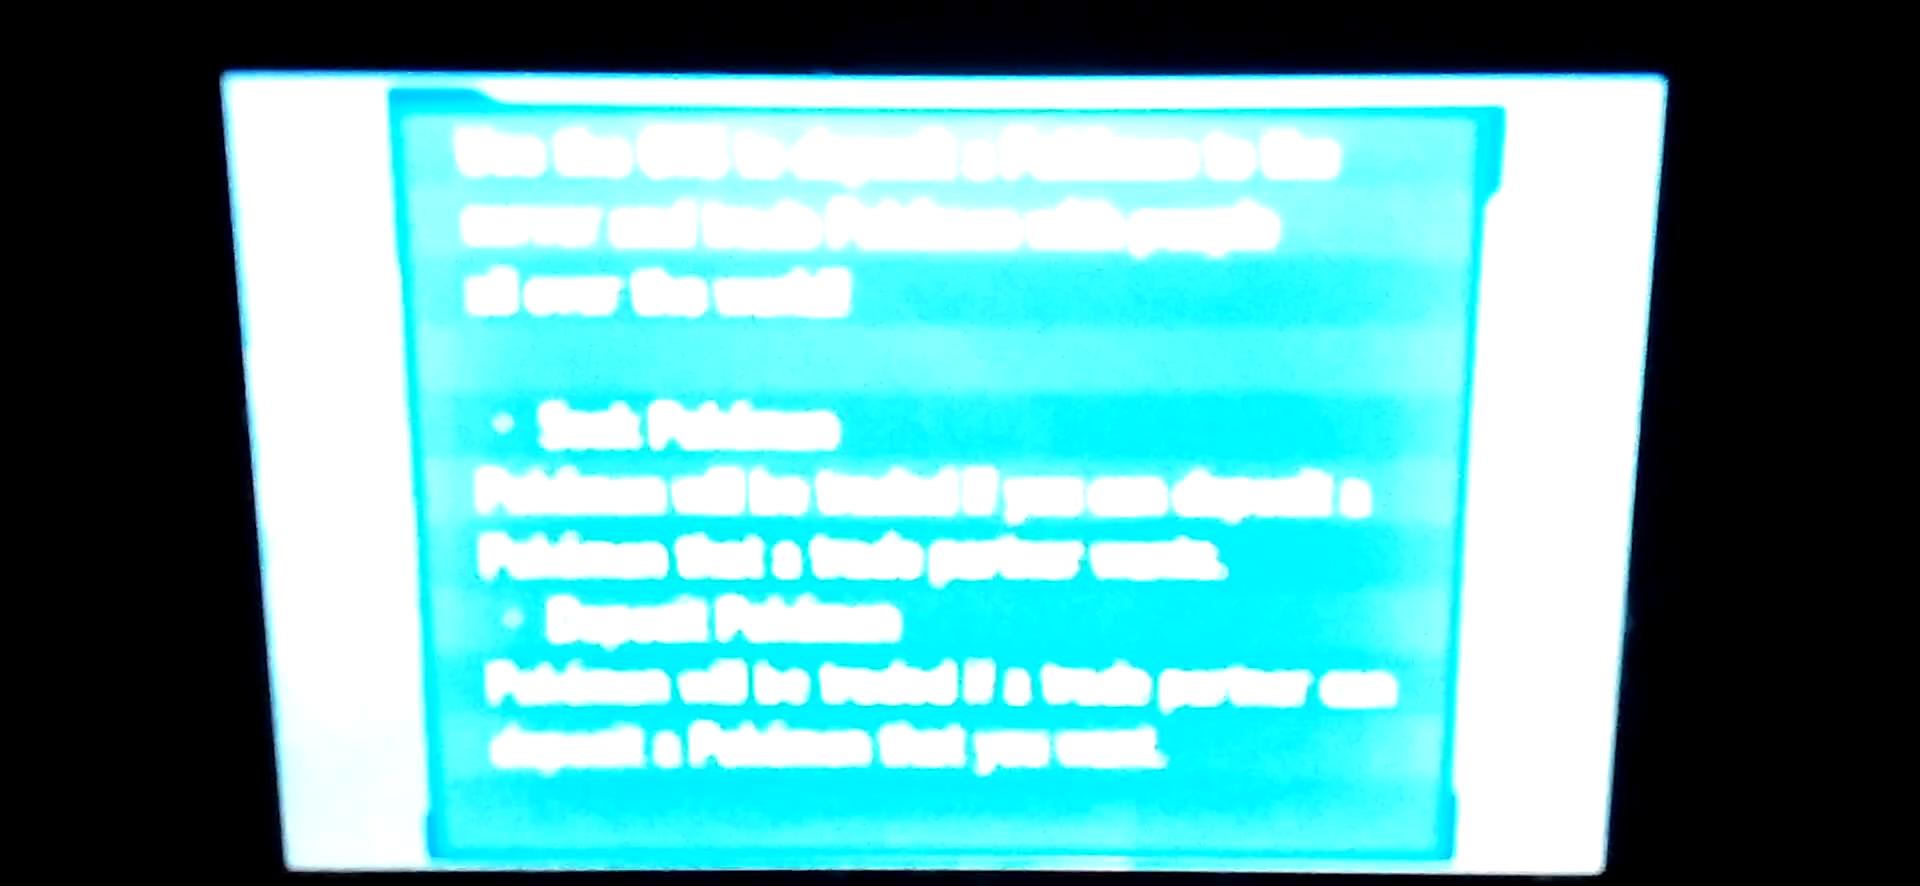 Use the GTS to deposit a Pokémon to the
server and trade Pokémon with people
all over the world!
• Seek Pokémon
Pokémon will be traded if you can deposit a
Pokémon that a trade partner wants.
• Deposit Pokémon
Pokémon will be traded if a trade partner can
deposit a Pokémon that you want.